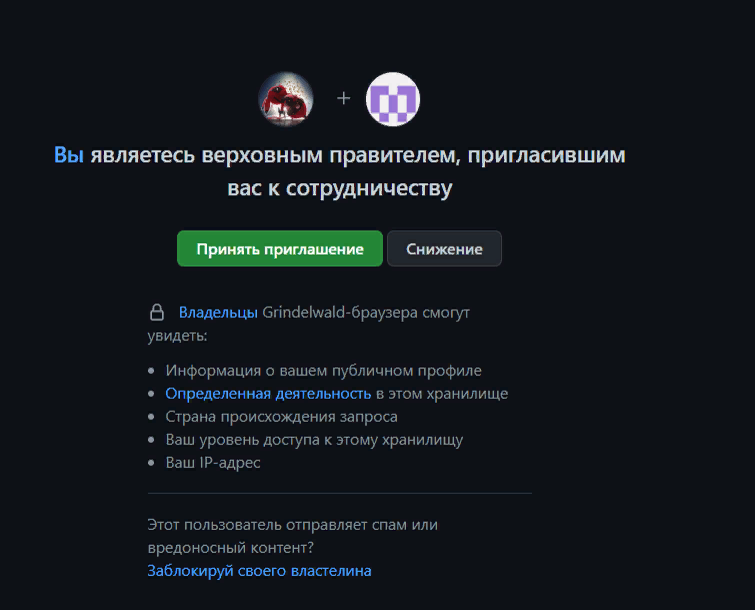 Вы являетесь верховным правителем, пригласившим
вас к сотрудничеству
Принять приглашение
Снижение
Владельцы Grindelwald-браузера смогут
увидеть:
Информация о вашем публичном профиле
Определенная деятельность в этом хранилище
Страна происхождения запроса
Ваш уровень доступа к этому хранилищу
Ваш IP-адрес
Этот пользователь отправляет спам или
вредоносный контент?
Заблокируй своего властелина